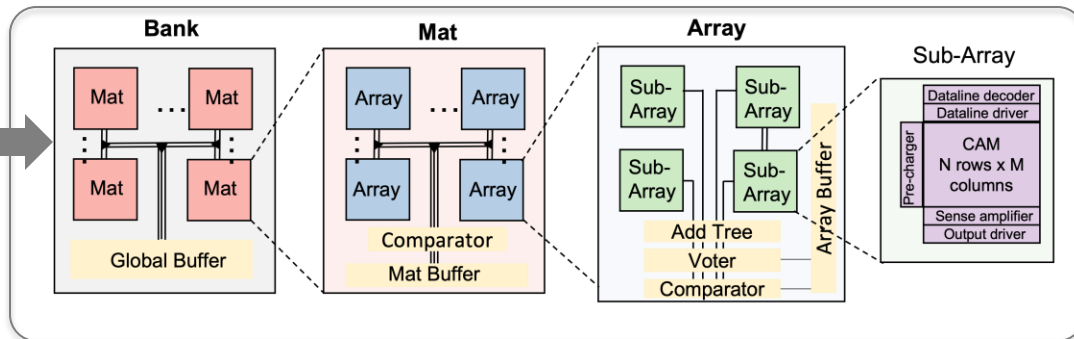 Bank
Mat
Mat
Mat
Mat
Global Buffer
Mat
Array
Array
Array
Array
Comparator
Mat Buffer
Array
Sub-
Array
Sub-
Array
Sub-
Array
Sub-
Array
Array Buffer
Add Tree
Voter
Comparator
Sub-Array
Dataline decoder
Dataline driver
Pre-charger
CAM
N rows x M
columns
Sense amplifier
Output driver